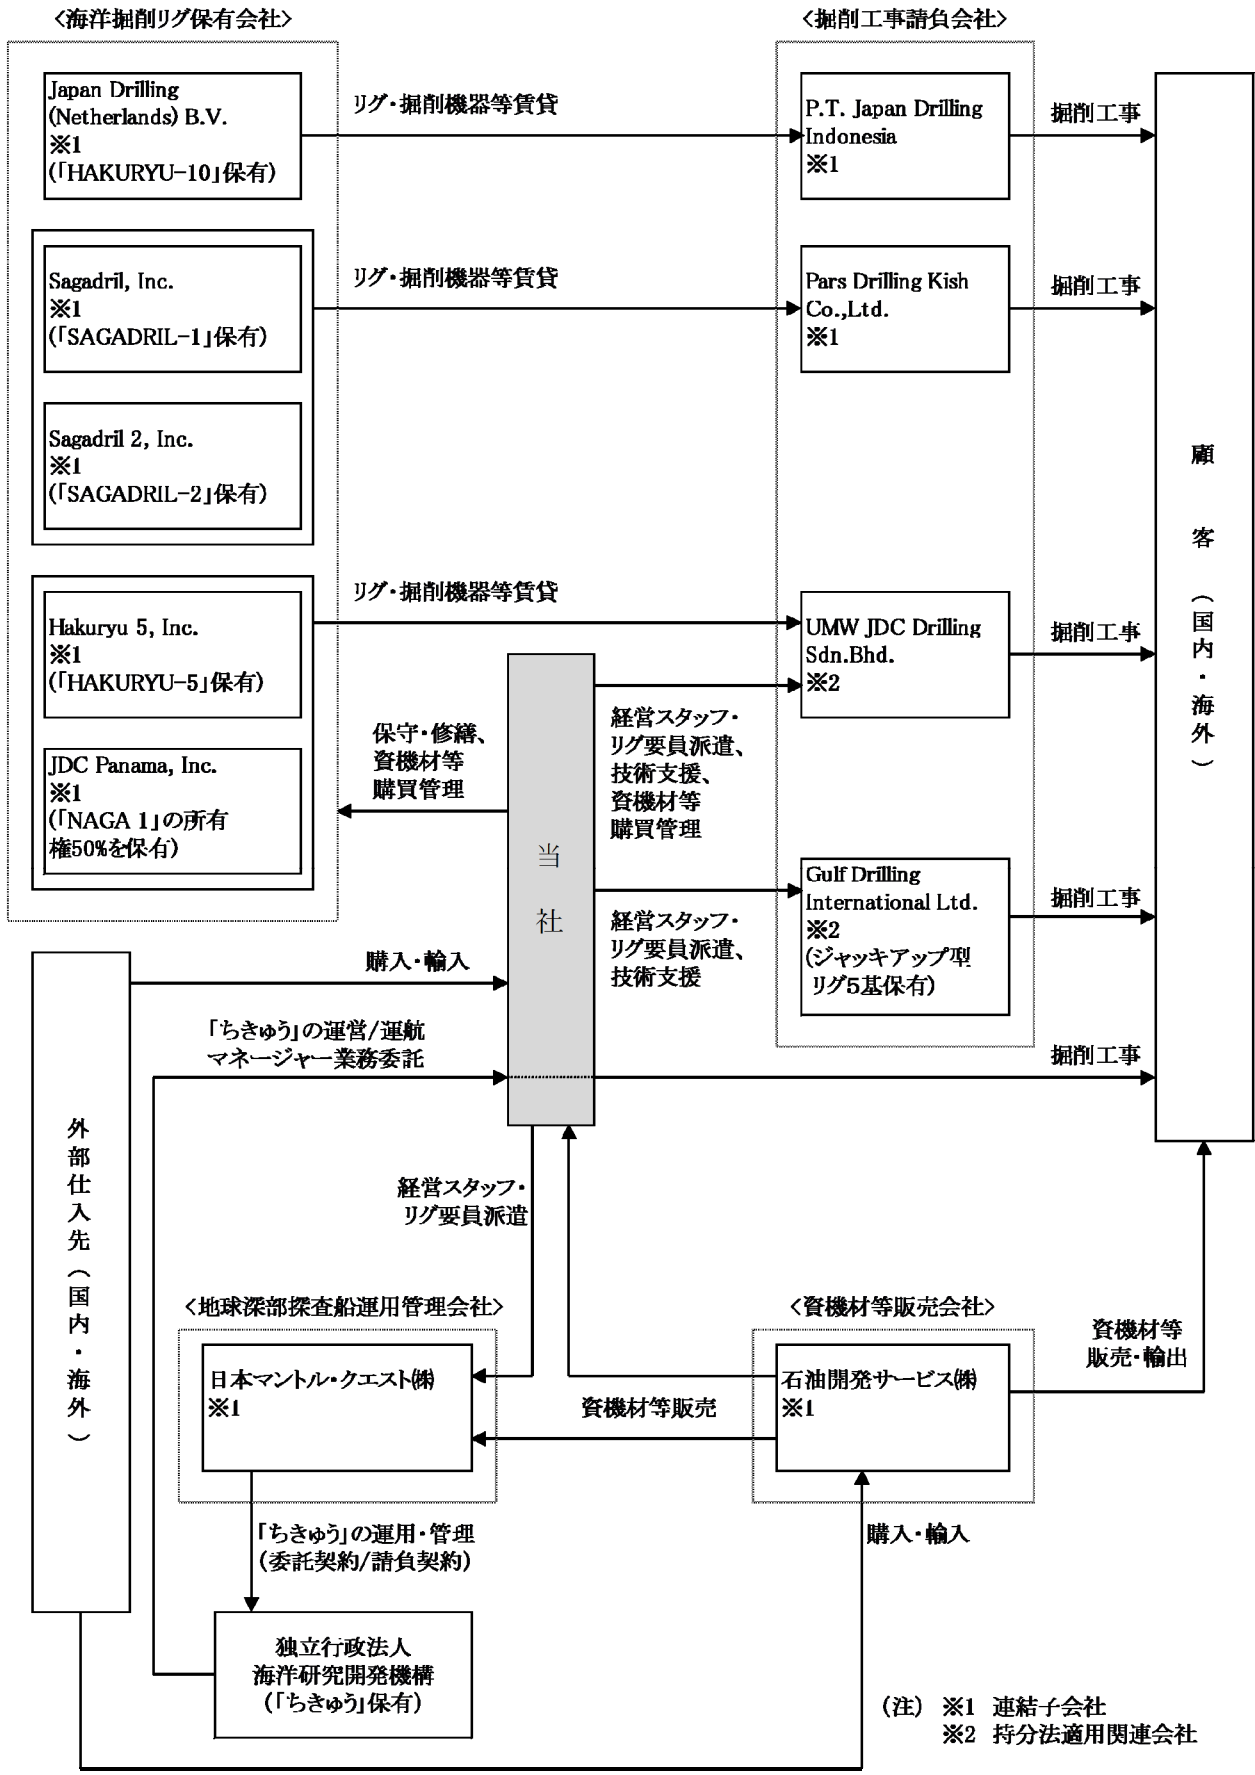 〈海洋掘削リグ保有会社〉
〈掘削工事請負会社〉
Japan Drilling
(Netherlands) B.V.
※1
(「HAKURYU-10」保有)
リグ・掘削機器等賃貸
P.T. Japan Drilling
Indonesia
※1
掘削工事
Sagadril, Inc.
※1
(「SAGADRIL-1」保有)
リグ・掘削機器等賃貸
Pars Drilling Kish
Co.,Ltd.
※1
掘削工事
Sagadril 2, Inc.
※1
(「SAGADRIL-2」保有)
顧客(国内・海外)
Hakuryu 5, Inc.
※1
(「HAKURYU-5」保有)
リグ・掘削機器等賃貸
UMW JDC Drilling
Sdn.Bhd.
※2
掘削工事
JDC Panama, Inc.
※1
(「NAGA 1」の所有
権50%を保有)
保守・修繕、
資機材等
購買管理
当社
経営スタッフ・
リグ要員派遣、
技術支援、
資機材等
購買管理
Gulf Drilling
International Ltd.
※2
(ジャッキアップ型
リグ5基保有)
掘削工事
経営スタッフ・
リグ要員派遣、
技術支援
購入・輸入
「ちきゅう」の運営/運航
マネージャー業務委託
掘削工事
外部仕入先(国内・海外)
経営スタッフ・
リグ要員派遣
〈地球深部探査船運用管理会社〉
〈資機材等販売会社〉
日本マントル・クエスト㈱
※1
資機材等販売
石油開発サービス㈱
※1
資機材等
販売・輸出
「ちきゅう」の運用・管理
(委託契約/請負契約)
購入・輸入
独立行政法人
海洋研究開発機構
(「ちきゅう」保有)
(注) ※1 連結子会社
※2 持分法適用関連会社